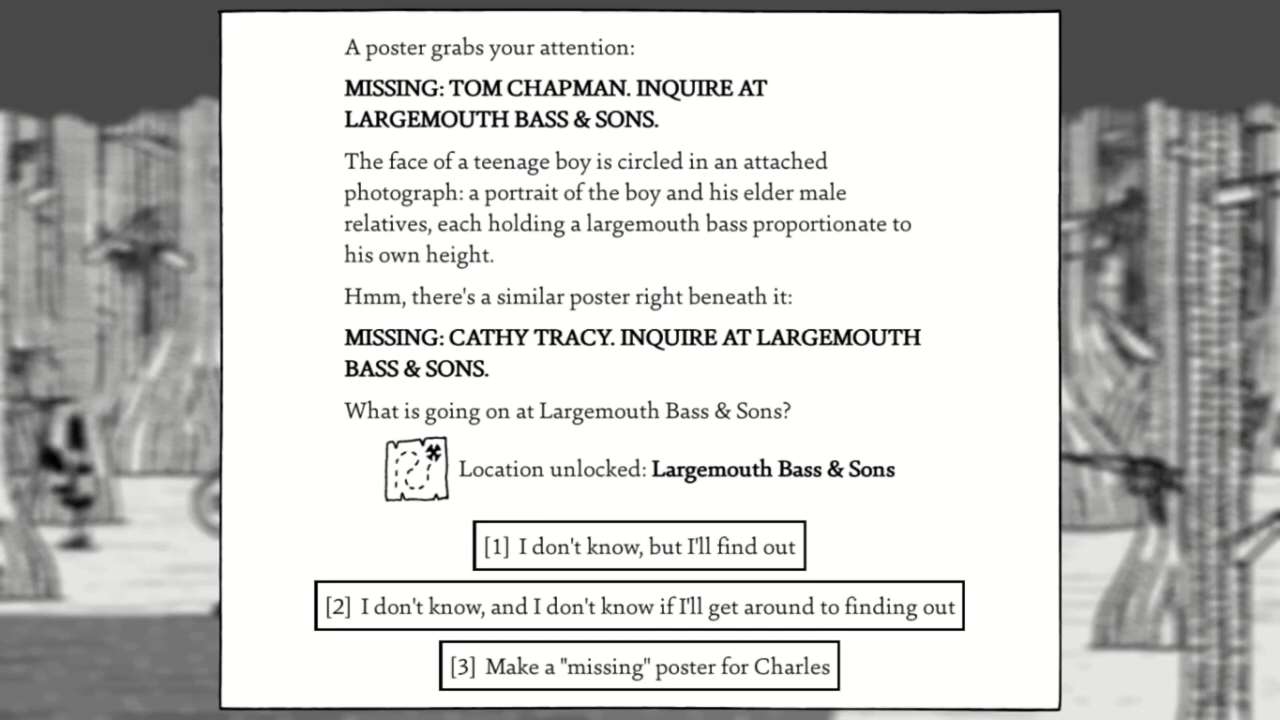 A poster grabs your attention:
MISSING: TOM CHAPMAN. INQUIRE AT
LARGEMOUTH BASS & SONS.
The face of a teenage boy is circled in an attached
photograph: a portrait of the boy and his elder male
relatives, each holding a largemouth bass proportionate to
his own height.
Hmm, there's a similar poster right beneath it:
MISSING: CATHY TRACY. INQUIRE AT LARGEMOUTH
BASS & SONS.
What is going on at Largemouth Bass & Sons?
Location unlocked: Largemouth Bass & Sons
[1] I don't know, but I'll find out
[2] I don't know, and I don't know if I'll get around to finding out
[3] Make a "missing" poster for Charles